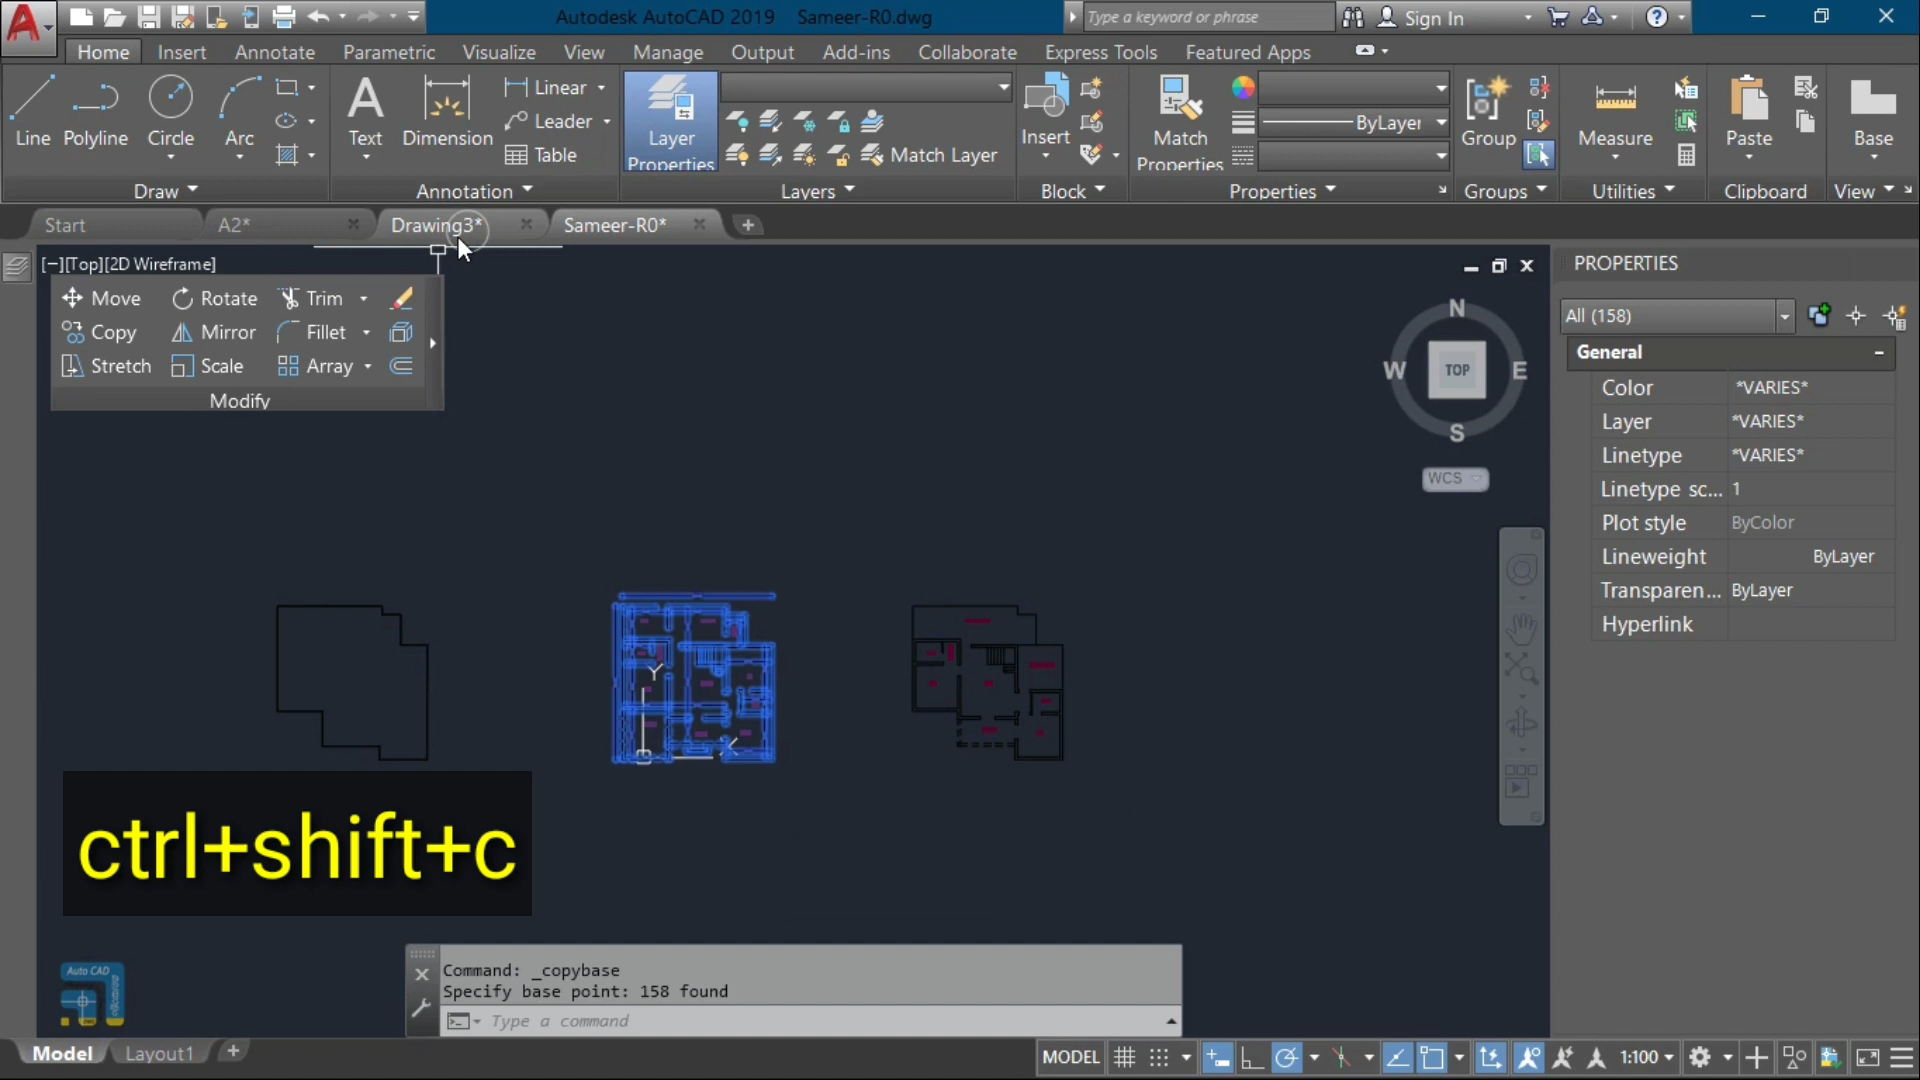 Autodesk AutoCAD 2019 Sameer-R0.dwg
Type a keyword or phrase
Sign In
Home Insert Annotate Parametric Visualize View Manage Output Add-ins Collaborate Express Tools Featured Apps
Line Polyline Circle Arc
Text Dimension
Linear
Leader
Table
Layer Properties
Match Layer
Insert
Match Properties
ByLayer
Group
Measure
Paste
Base
Draw Annotation Layers Block Properties Groups Utilities Clipboard View
Start A2* Drawing3* Sameer-R0*
[−][Top][2D Wireframe]
Move Rotate Trim
Copy Mirror Fillet
Stretch Scale Array
Modify
N
W TOP E
S
WCS
PROPERTIES
All (158)
General
Color *VARIES*
Layer *VARIES*
Linetype *VARIES*
Linetype sc... 1
Plot style ByColor
Lineweight ByLayer
Transparen... ByLayer
Hyperlink
Y
X
ctrl+shift+c
Auto CAD
Command: _copybase
Specify base point: 158 found
Type a command
Model Layout1
MODEL 1:100